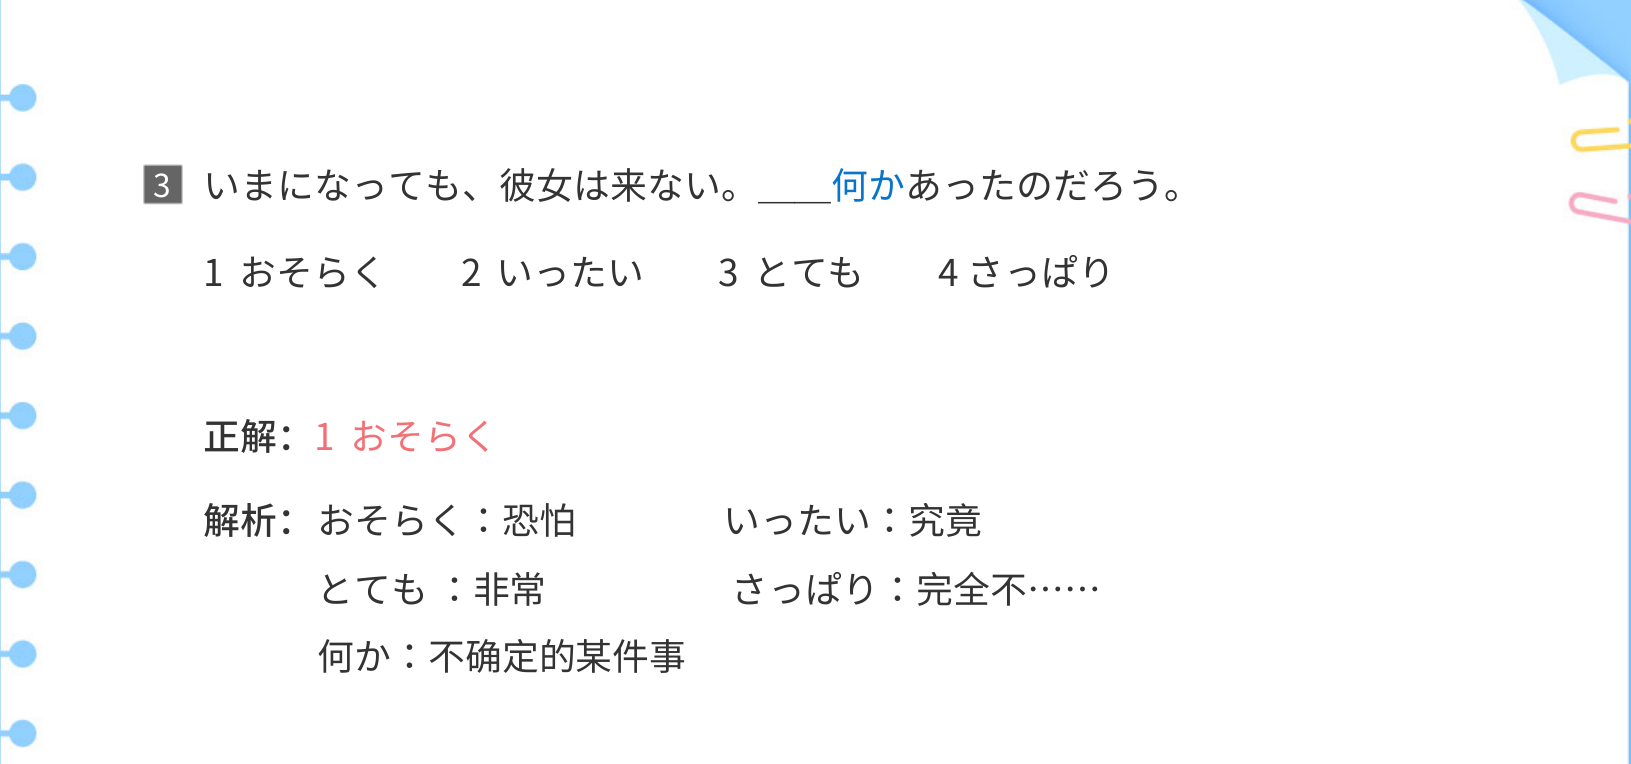 3 いまになっても、彼女は来ない。____何かあったのだろう。
1 おそらく 2 いったい 3 とても 4 さっぱり
正解：1 おそらく
解析：おそらく：恐怕 いったい：究竟
とても ：非常 さっぱり：完全不……
何か：不确定的某件事